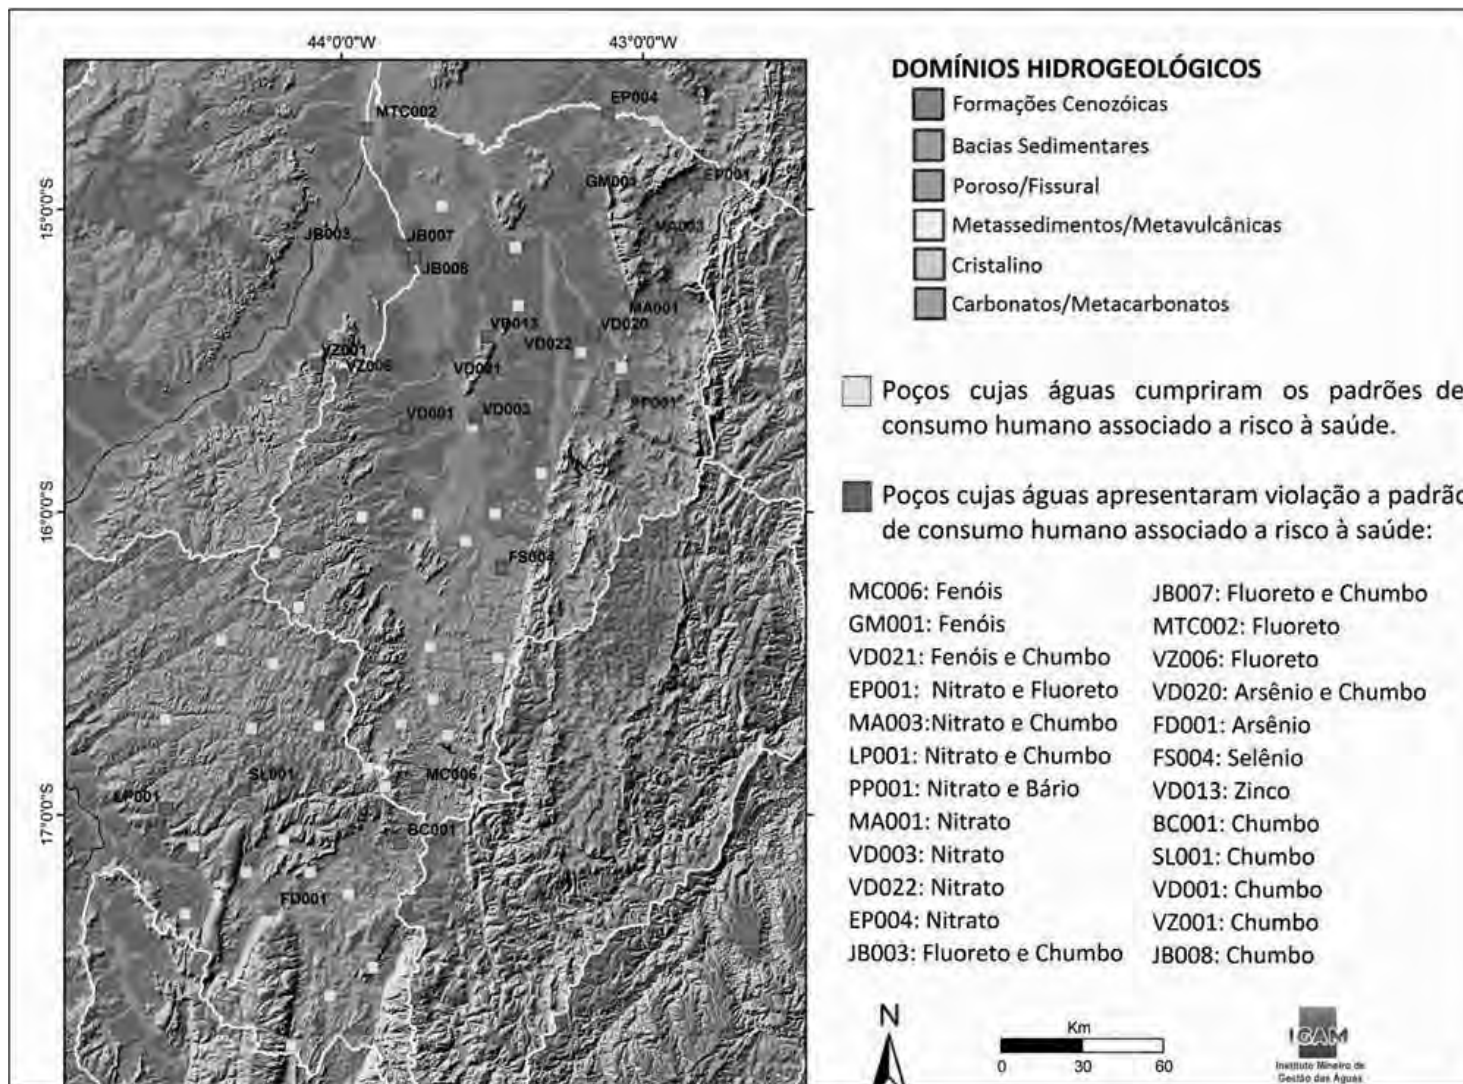 44°0'0"W
43°0'0"W
15°0'0"S
16°0'0"S
17°0'0"S
EP004
MTC002
GM001
EP001
JB003
JB007
MA003
JB008
MA001
VD013
VD020
VD022
VZ001
VZ006
VD021
PP001
VD001
VD003
FS004
SL001
MC006
LP001
BC001
FD001
DOMÍNIOS HIDROGEOLÓGICOS
Formações Cenozóicas
Bacias Sedimentares
Poroso/Fissural
Metassedimentos/Metavulcânicas
Cristalino
Carbonatos/Metacarbonatos
Poços cujas águas cumpriram os padrões de
consumo humano associado a risco à saúde.
Poços cujas águas apresentaram violação a padrão
de consumo humano associado a risco à saúde:
MC006: Fenóis
GM001: Fenóis
VD021: Fenóis e Chumbo
EP001: Nitrato e Fluoreto
MA003:Nitrato e Chumbo
LP001: Nitrato e Chumbo
PP001: Nitrato e Bário
MA001: Nitrato
VD003: Nitrato
VD022: Nitrato
EP004: Nitrato
JB003: Fluoreto e Chumbo
JB007: Fluoreto e Chumbo
MTC002: Fluoreto
VZ006: Fluoreto
VD020: Arsênio e Chumbo
FD001: Arsênio
FS004: Selênio
VD013: Zinco
BC001: Chumbo
SL001: Chumbo
VD001: Chumbo
VZ001: Chumbo
JB008: Chumbo
N
Km
0 30 60
IGAM
Instituto Mineiro de
Gestão das Águas